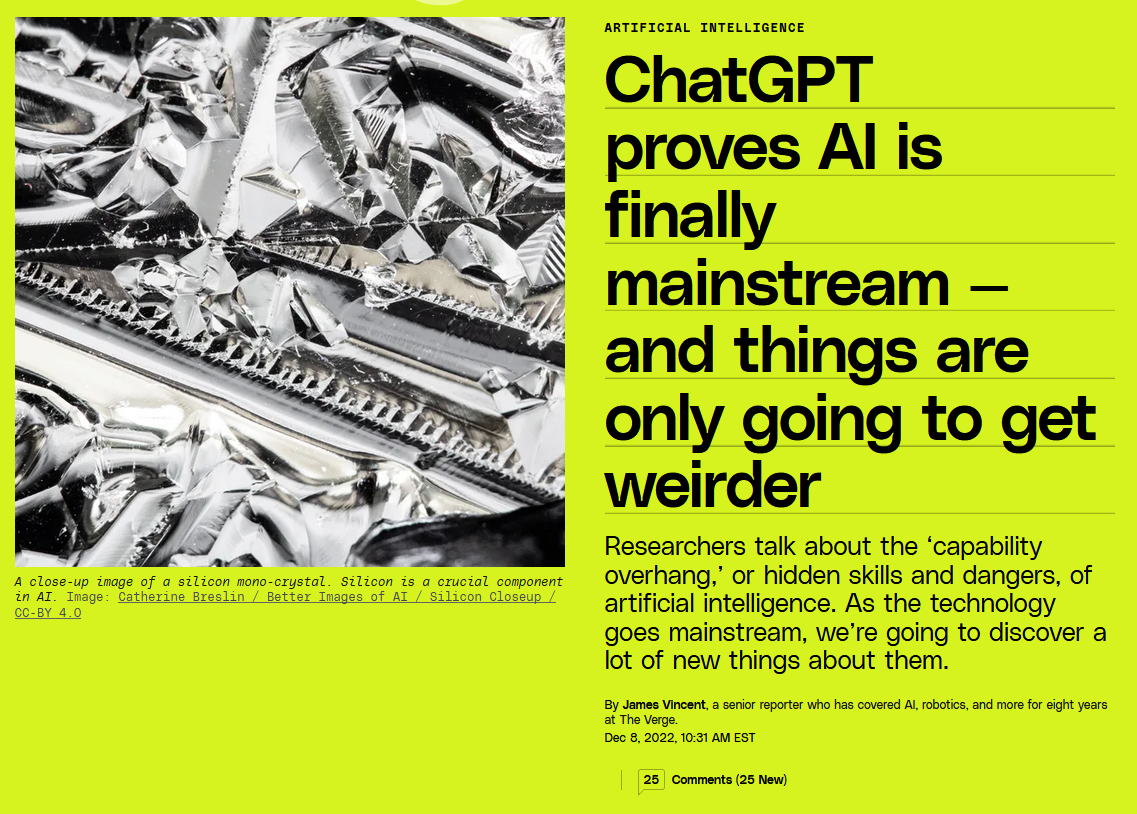 A close-up image of a silicon mono-crystal. Silicon is a crucial component
in AI. Image: Catherine Breslin / Better Images of AI / Silicon Closeup /
CC-BY 4.0
ARTIFICIAL INTELLIGENCE
ChatGPT
proves AI is
finally
mainstream —
and things are
only going to get
weirder
Researchers talk about the ‘capability
overhang,’ or hidden skills and dangers, of
artificial intelligence. As the technology
goes mainstream, we’re going to discover a
lot of new things about them.
By James Vincent, a senior reporter who has covered AI, robotics, and more for eight years
at The Verge.
Dec 8, 2022, 10:31 AM EST
25 Comments (25 New)